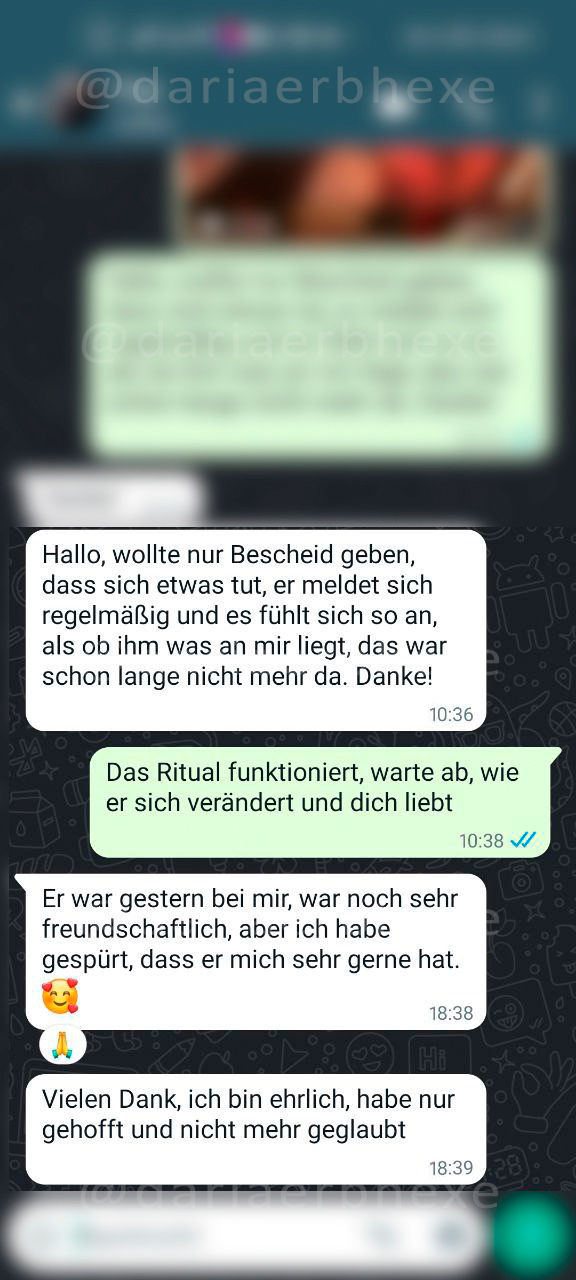 @dariaerbhexe
@dariaerbhexe
Hallo, wollte nur Bescheid geben,
dass sich etwas tut, er meldet sich
regelmäßig und es fühlt sich so an,
als ob ihm was an mir liegt, das war
schon lange nicht mehr da. Danke!
10:36
Das Ritual funktioniert, warte ab, wie
er sich verändert und dich liebt
10:38
Er war gestern bei mir, war noch sehr
freundschaftlich, aber ich habe
gespürt, dass er mich sehr gerne hat.
🥰
18:38
🙏
Vielen Dank, ich bin ehrlich, habe nur
gehofft und nicht mehr geglaubt
18:39
@dariaerbhexe